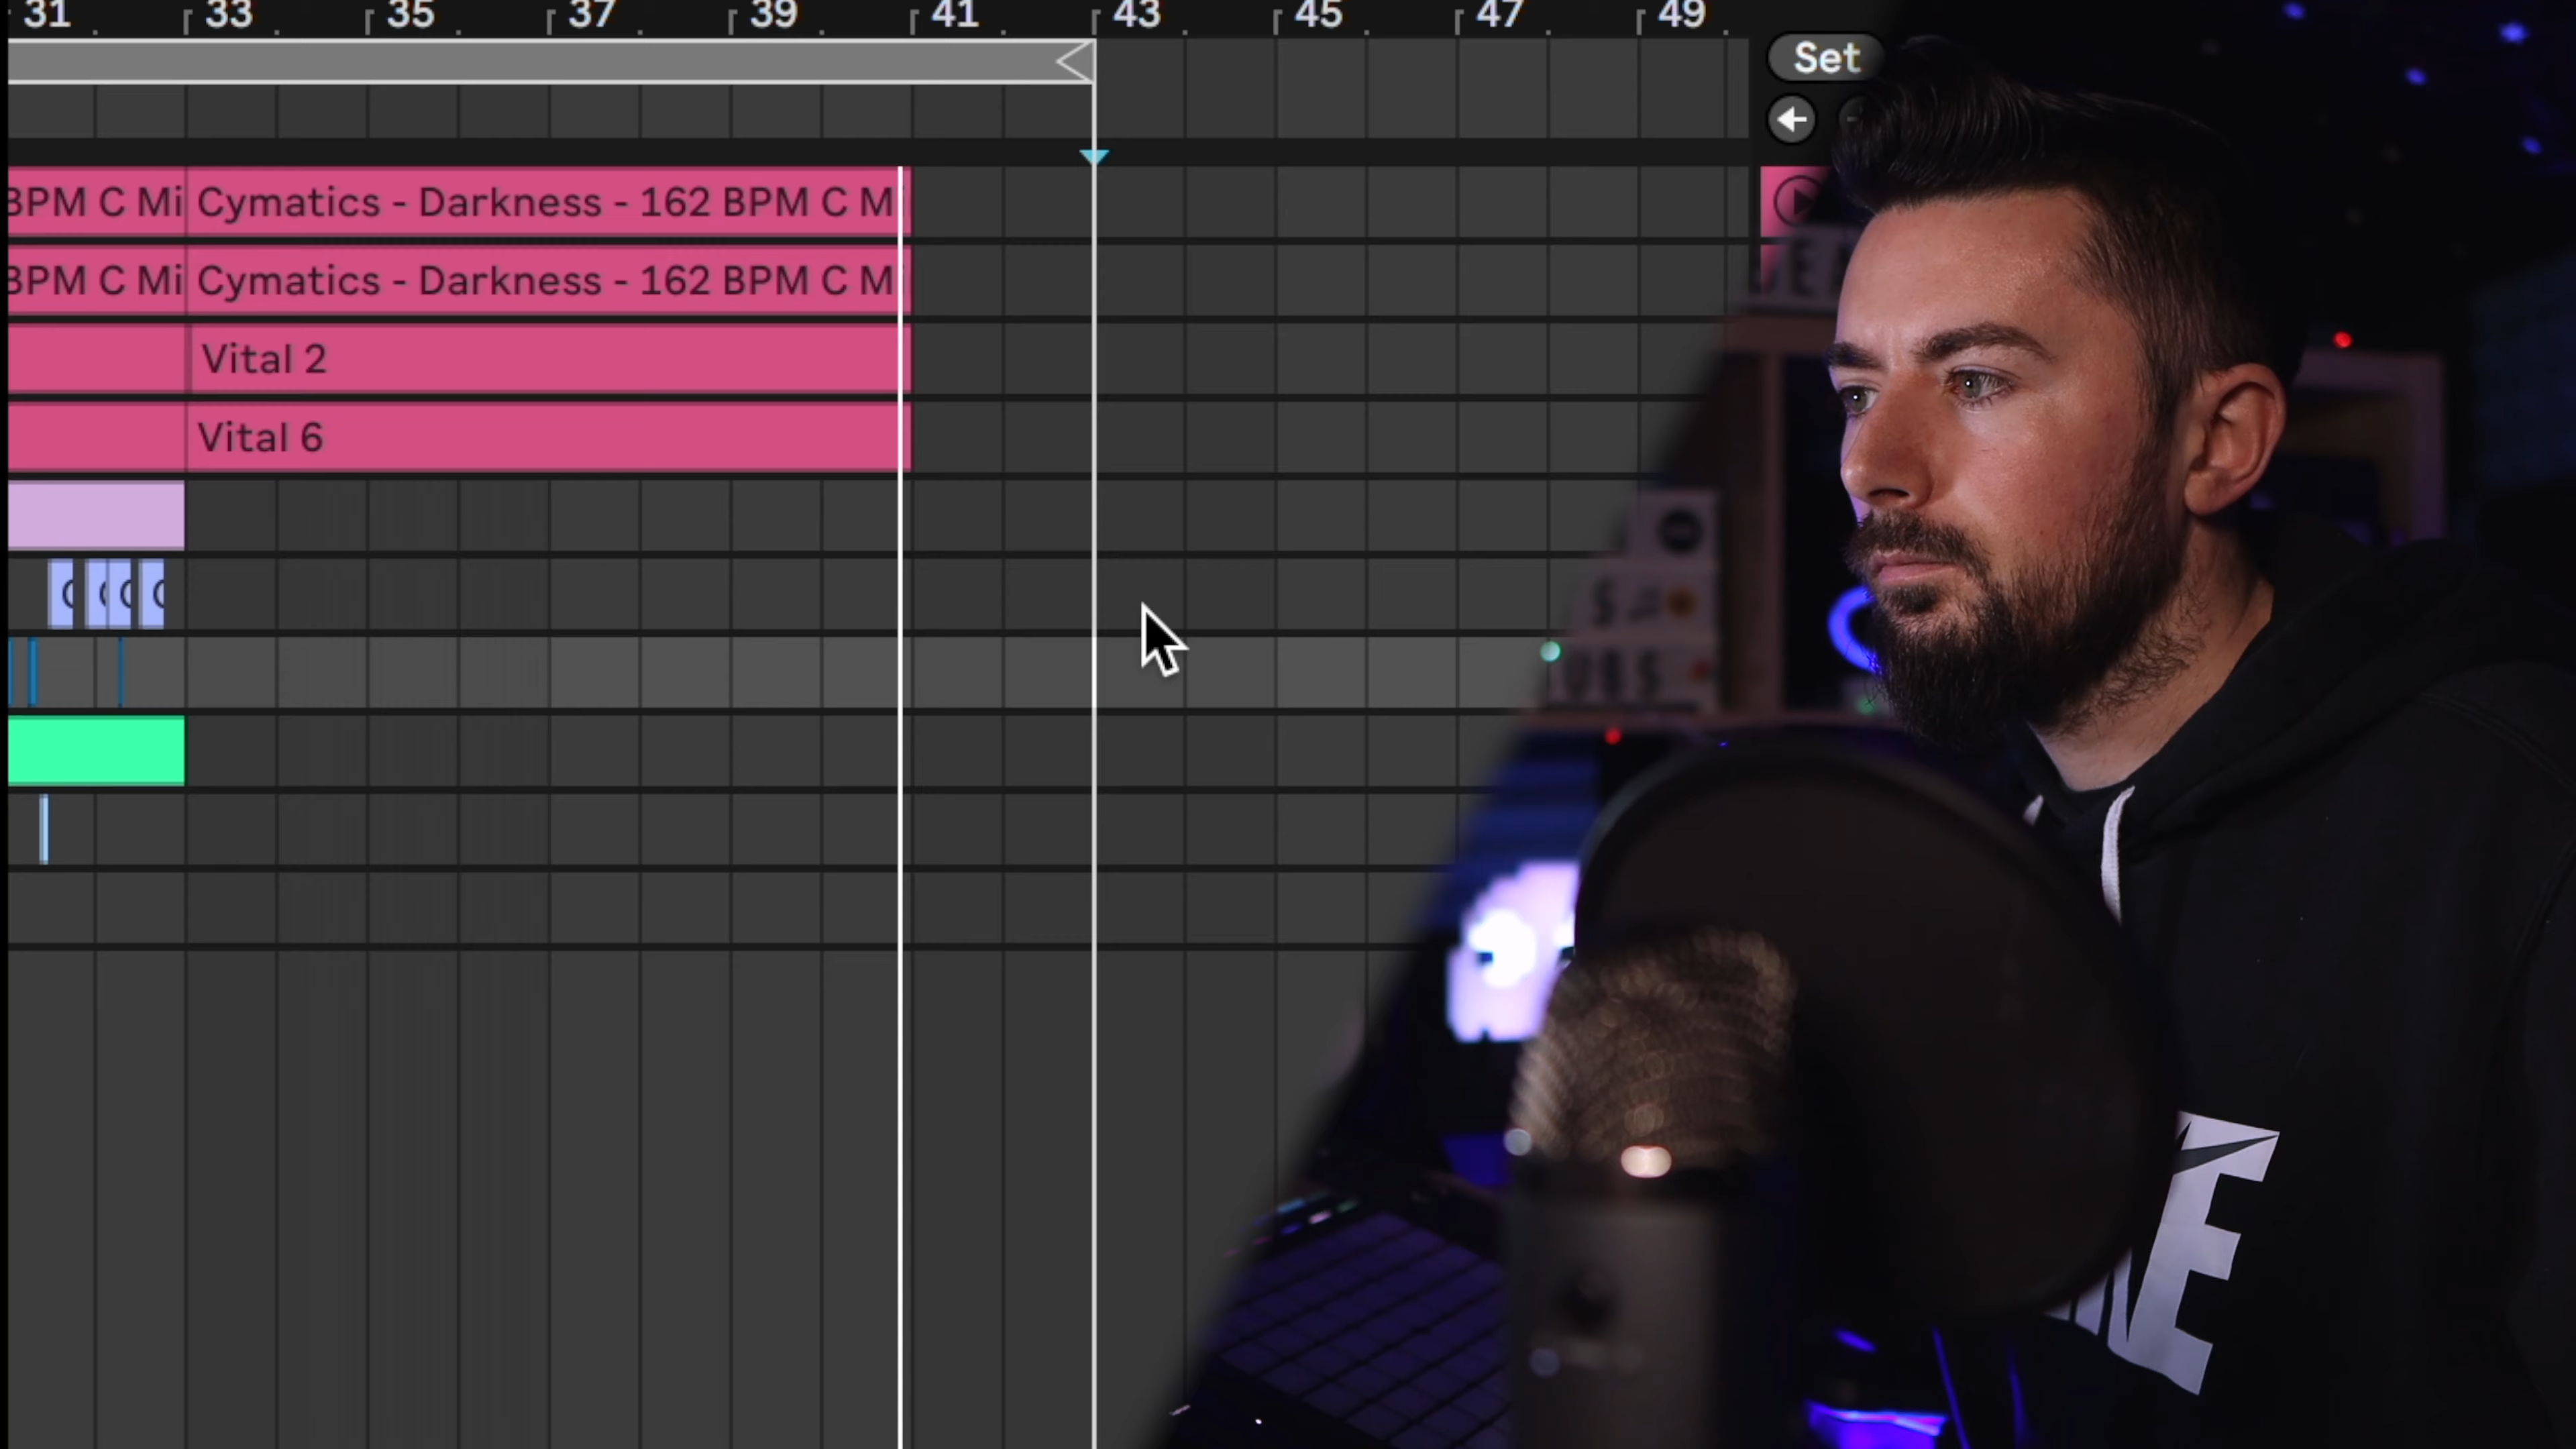 31 33 35 37 39 41 43 45 47 49
Set
BPM C Mi Cymatics - Darkness - 162 BPM C M
BPM C Mi Cymatics - Darkness - 162 BPM C M
Vital 2
Vital 6